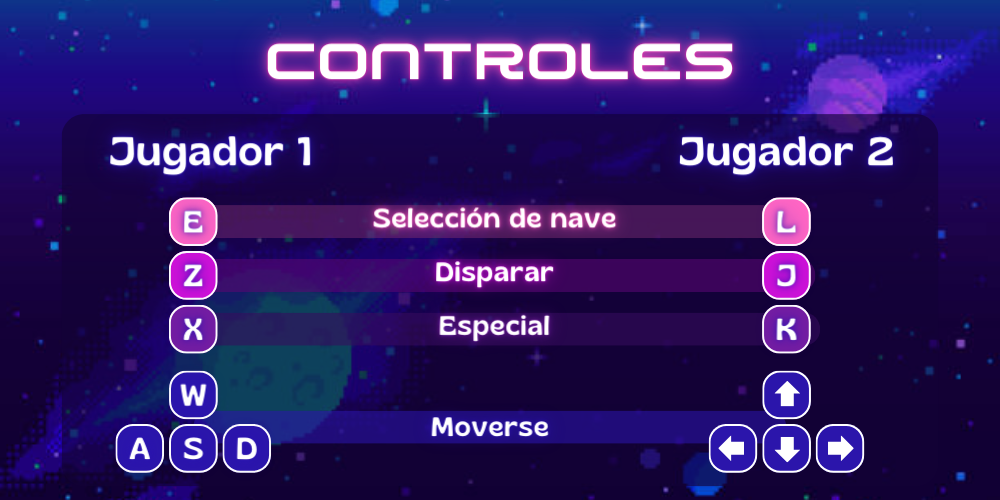 CONTROLES
Jugador 1 Jugador 2
E Selección de nave L
Z Disparar J
X Especial K
W
Moverse
A S D